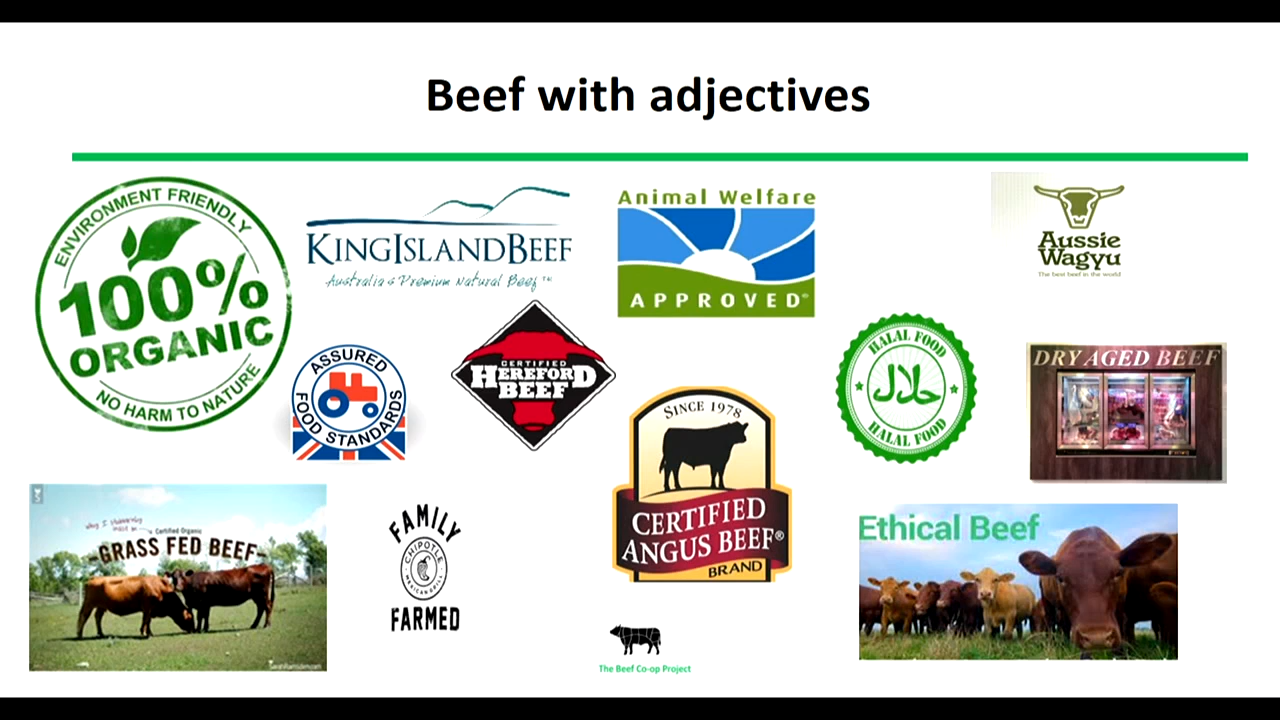 Beef with adjectives
ENVIRONMENT FRIENDLY
100%
ORGANIC
NO HARM TO NATURE
KINGISLANDBEEF
Australia's Premium Natural Beef ™
Animal Welfare
APPROVED®
Aussie
Wagyu
The best beef in the world
ASSURED
FOOD STANDARDS
CERTIFIED
HEREFORD
BEEF
SINCE 1978
CERTIFIED
ANGUS BEEF®
BRAND
HALAL FOOD
حلال
HALAL FOOD
DRY AGED BEEF
Certified Organic
GRASS FED BEEF
FAMILY
CHIPOTLE
MEXICAN GRILL
FARMED
Ethical Beef
The Beef Co-op Project